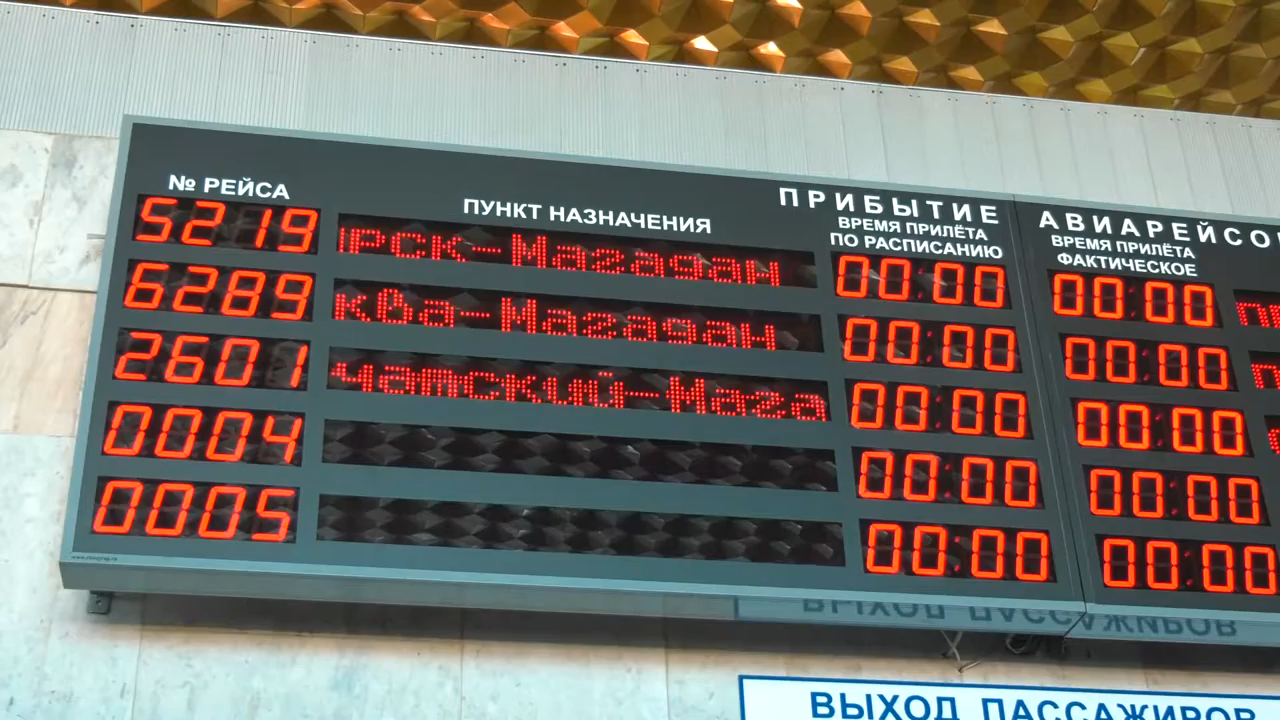 ПРИБЫТИЕ АВИАРЕЙСО
№ РЕЙСА ПУНКТ НАЗНАЧЕНИЯ ВРЕМЯ ПРИЛЁТА ПО РАСПИСАНИЮ ВРЕМЯ ПРИЛЁТА ФАКТИЧЕСКОЕ
5219 рск-Магадан 00:00 00:00
6289 ква-Магадан 00:00 00:00
2601 чатский-Мага 00:00 00:00
0004 00:00 00:00
0005 00:00 00:00
ВЫХОД ПАССАЖИРОВ